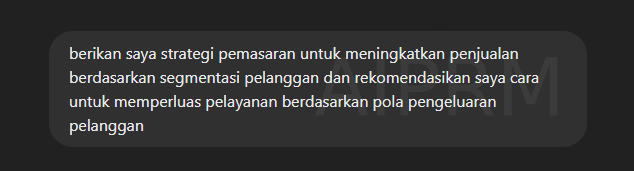 berikan saya strategi pemasaran untuk meningkatkan penjualan
berdasarkan segmentasi pelanggan dan rekomendasikan saya cara
untuk memperluas pelayanan berdasarkan pola pengeluaran
pelanggan
AIPRM